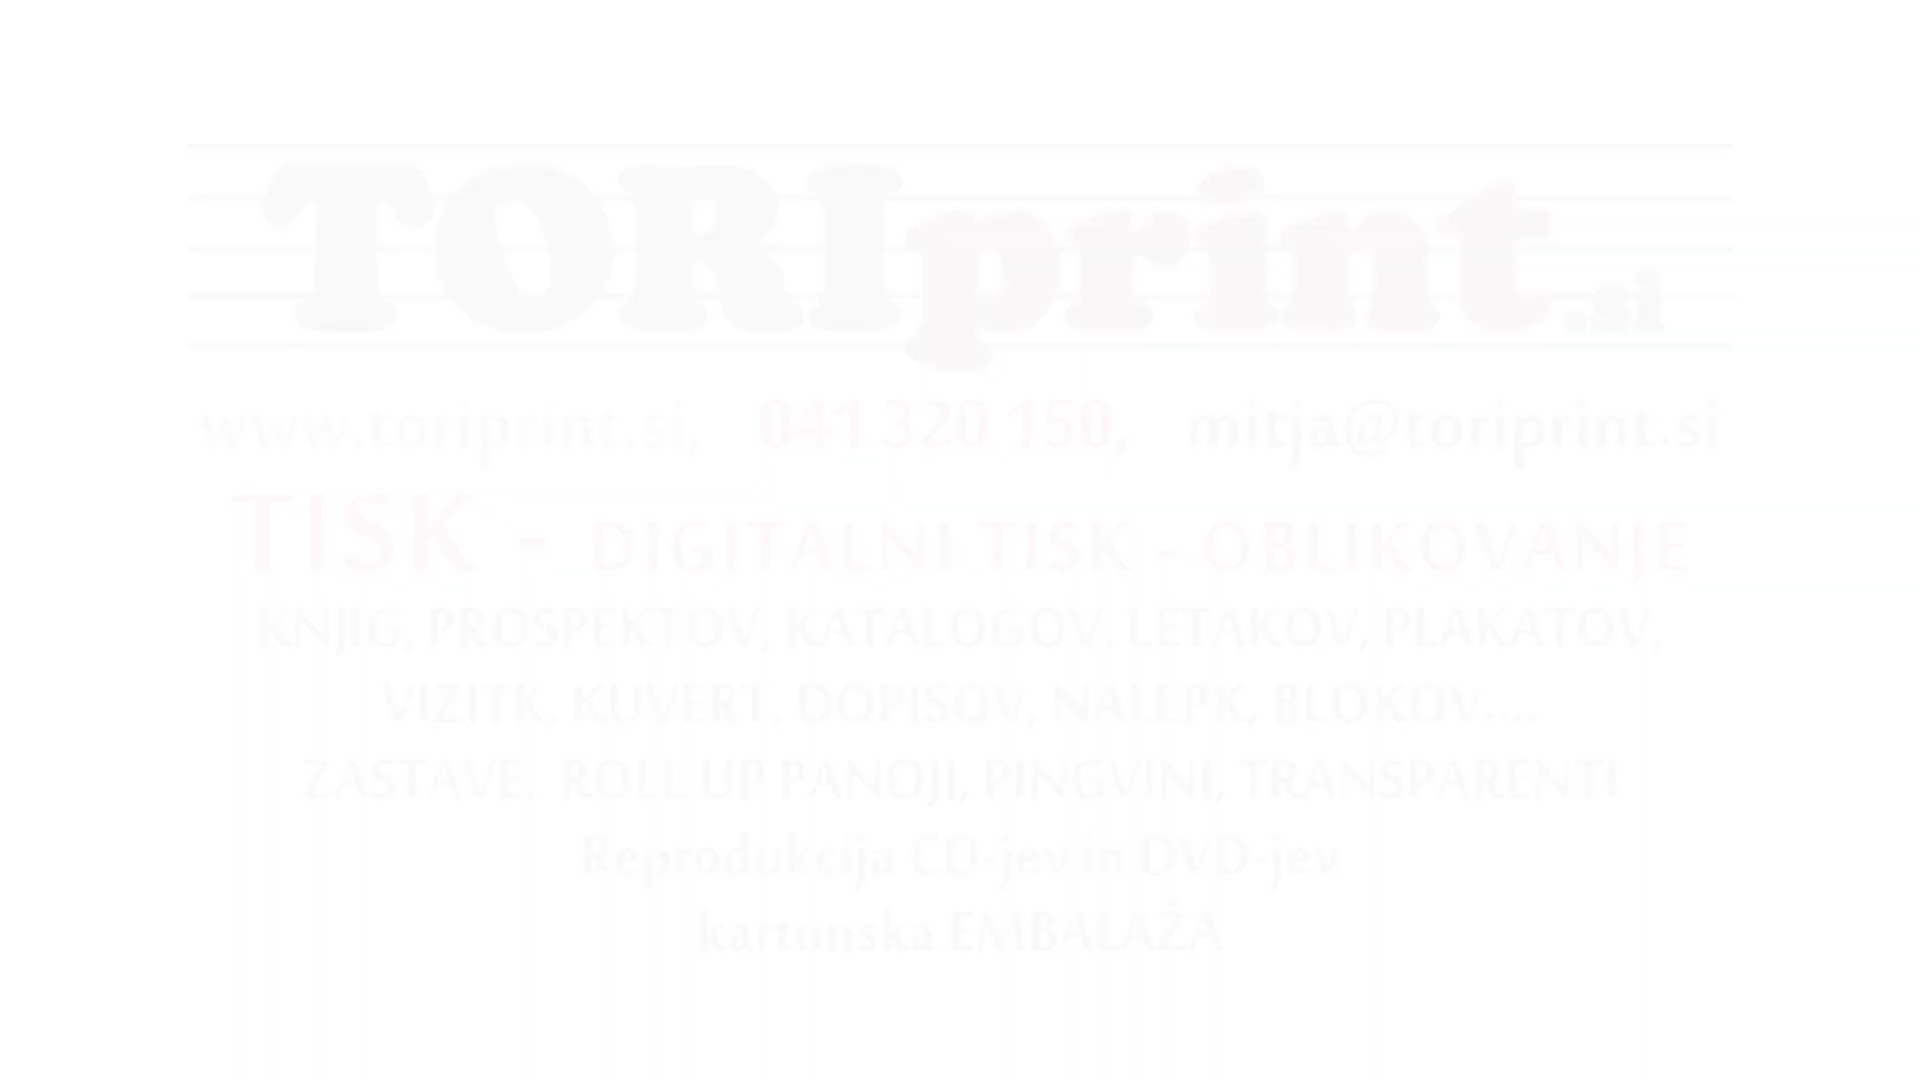 TORIprint.si
www.toriprint.si, 041 320 150, mitja@toriprint.si
TISK - DIGITALNI TISK - OBLIKOVANJE
KNJIG, PROSPEKTOV, KATALOGOV, LETAKOV, PLAKATOV,
VIZITK, KUVERT, DOPISOV, NALEPK, BLOKOV....
ZASTAVE, ROLL UP PANOJI, PINGVINI, TRANSPARENTI
Reprodukcija CD-jev in DVD-jev
kartonska EMBALAŽA